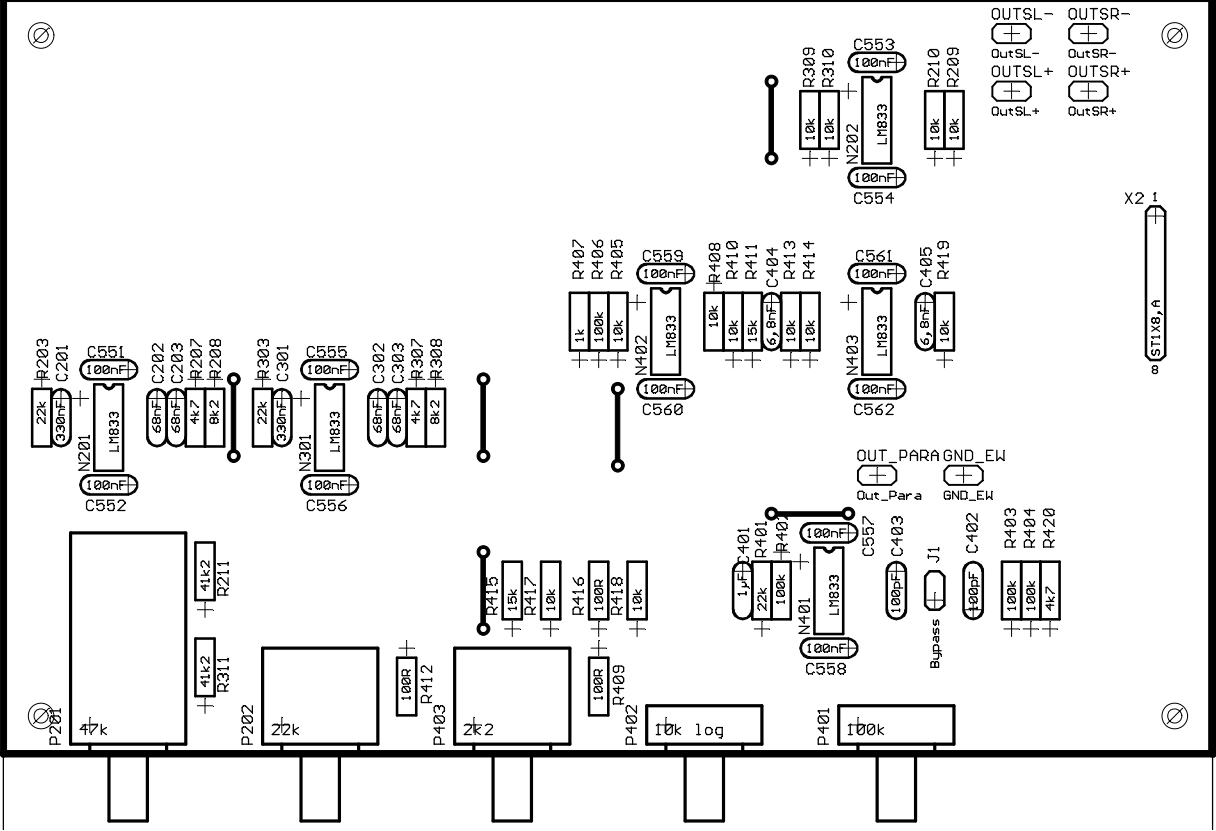 OUTSL- OUTSR-
OutSL- OutSR-
OUTSL+ OUTSR+
OutSL+ OutSR+
C553
100nF
R309 R310 R210 R209
10k 10k LM833 10k 10k
N202
100nF
C554
X2 1
ST1X8,A
8
R407 R406 R405 C559 R408 R410 R411 C404 R413 R414 C561 C405 R419
100nF 100nF
1k 100k 10k LM833 10k 10k 15k 6,8nF 10k 10k LM833 6,8nF 10k
N402 N403
100nF 100nF
C560 C562
R203 C201 C551 C202 C203 R207 R208 R303 C301 C555 C302 C303 R307 R308
100nF 100nF
22k 330nF LM833 68nF 68nF 4k7 8k2 22k 330nF LM833 68nF 68nF 4k7 8k2
N201 N301
100nF 100nF
C552 C556
OUT_PARA GND_EW
Out_Para GND_EW
C401 R401 R402 100nF C557 C403 J1 C402 R403 R404 R420
1µF 22k 100k LM833 100pF 100pF 100k 100k 4k7
N401
Bypass
100nF
C558
41k2 R211
R415 15k R417 10k R416 100R R418 10k
41k2 R311
100R R412
100R R409
P201 47k
P202 22k
P403 2k2
P402 10k log
P401 100k